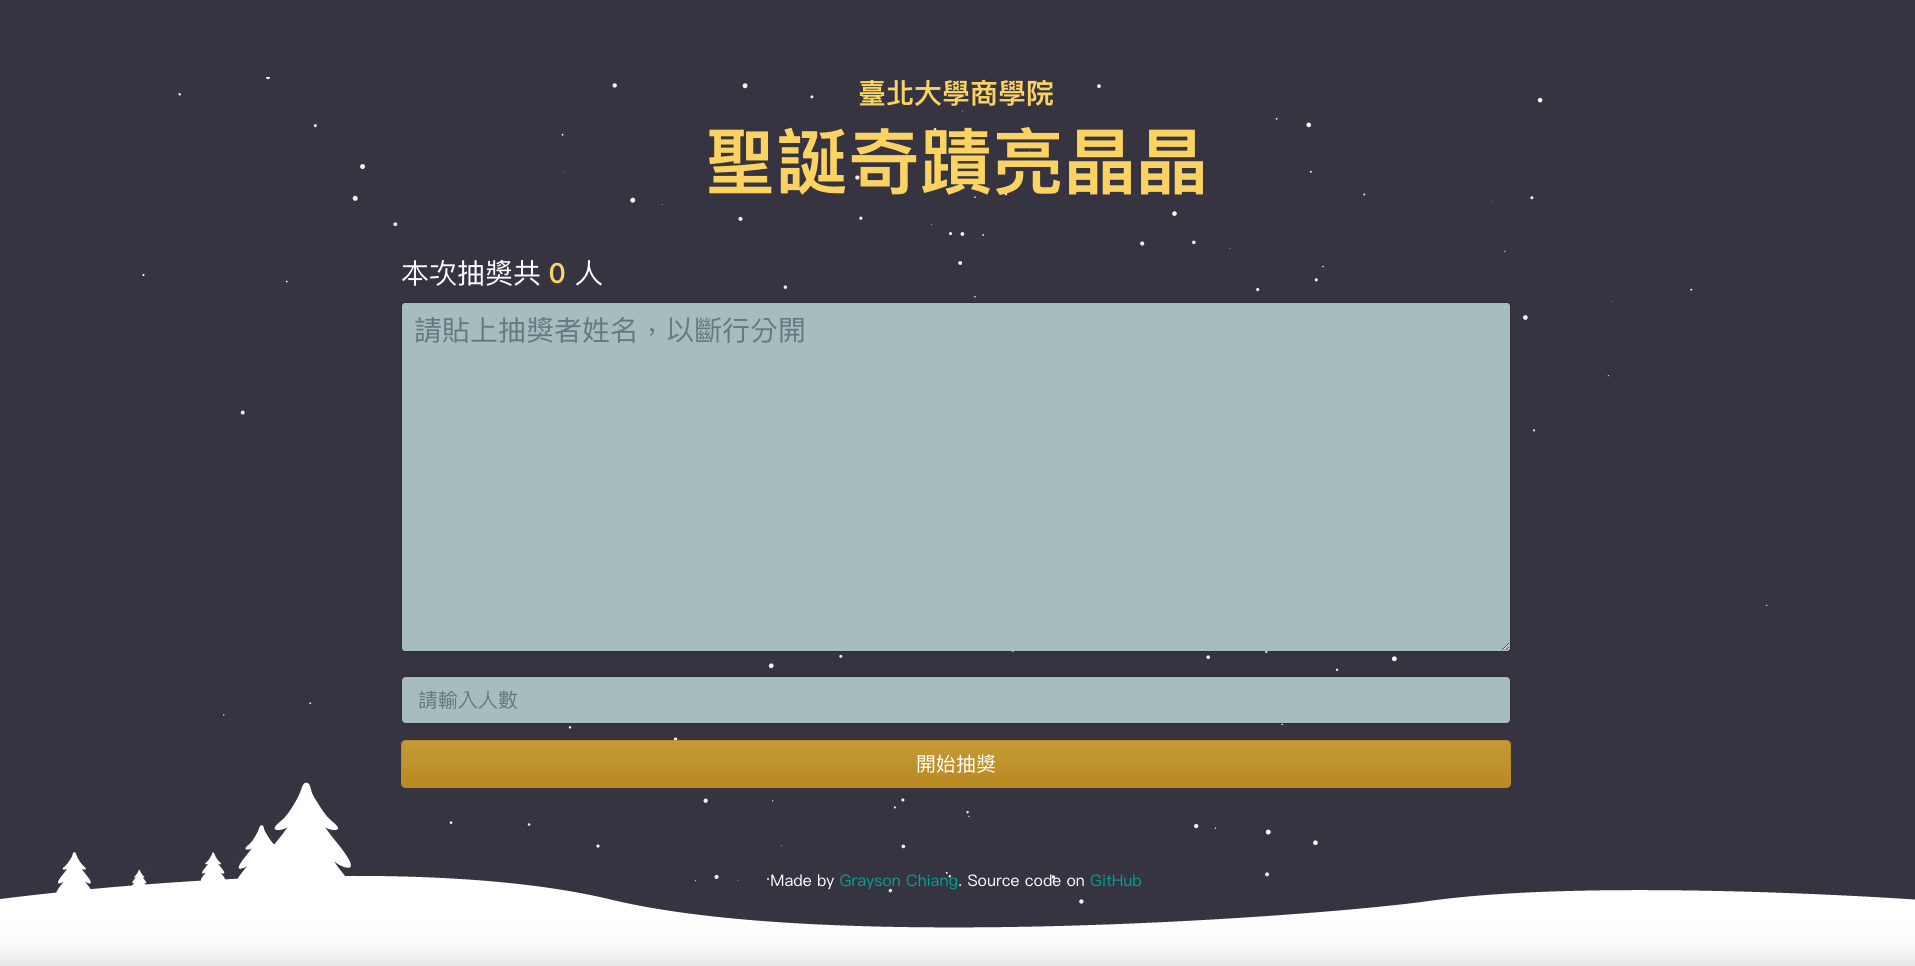 臺北大學商學院
聖誕奇蹟亮晶晶
本次抽獎共 0 人
請貼上抽獎者姓名，以斷行分開
請輸入人數
開始抽獎
Made by Grayson Chiang. Source code on GitHub